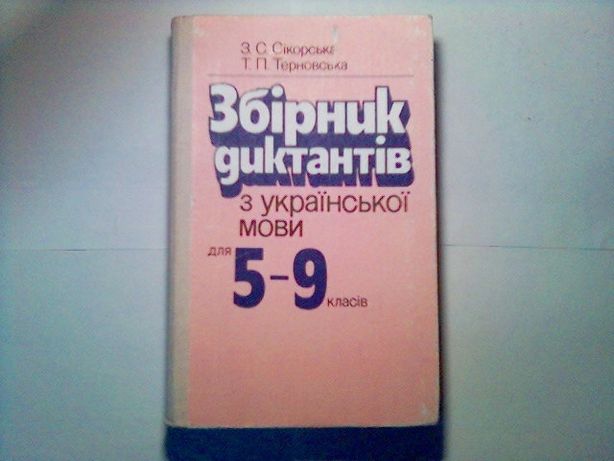 З. С. Сікорська
Т. П. Терновська
Збірник
диктантів
з української
мови
для
5–9
класів